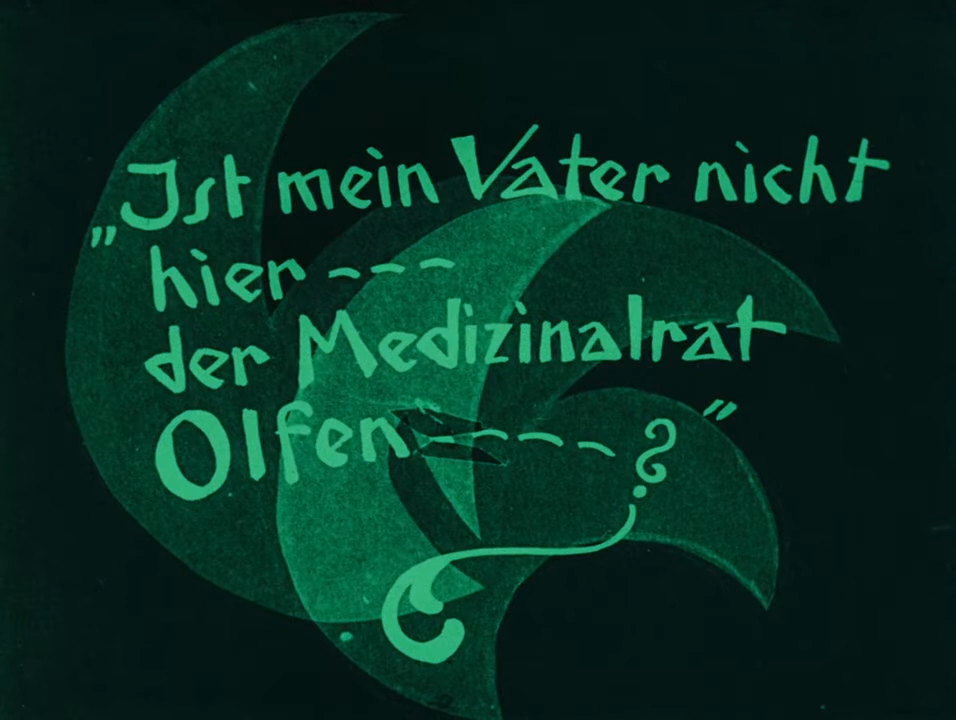 „Ist mein Vater nicht
hier ---
der Medizinalrat
Olfen ----?"